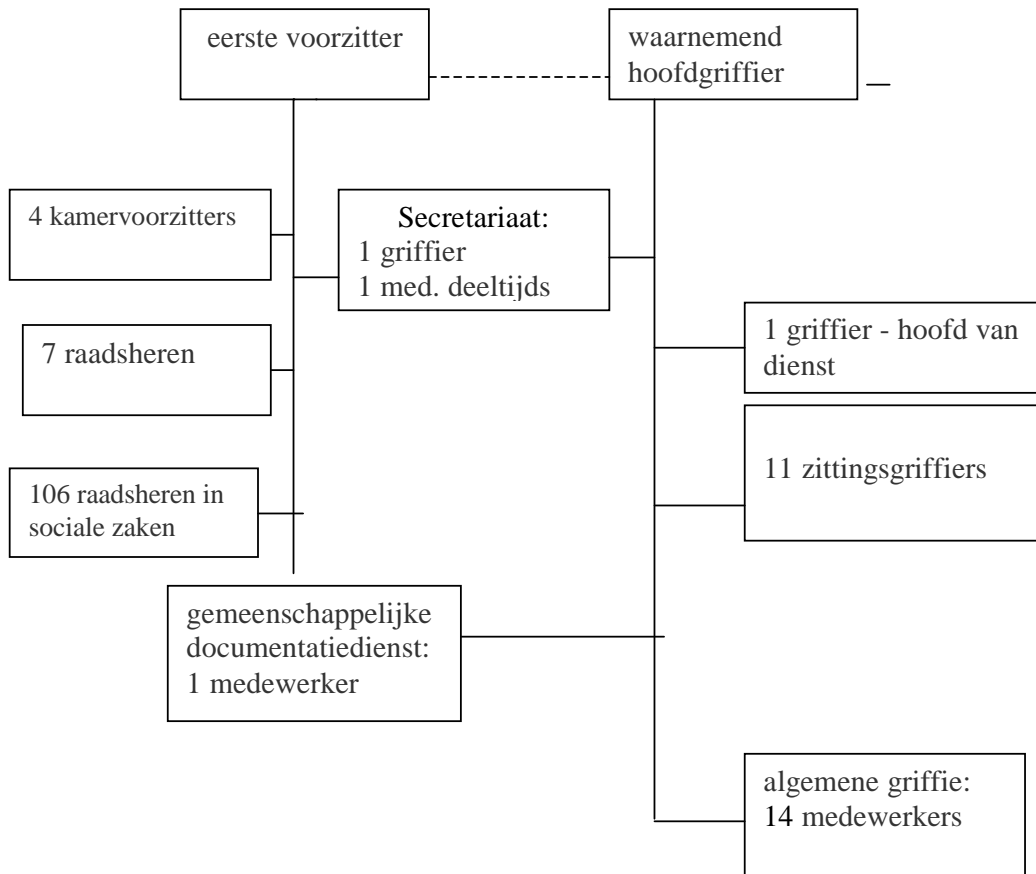 eerste voorzitter
waarnemend
hoofdgriffier
4 kamervoorzitters
Secretariaat:
1 griffier
1 med. deeltijds
7 raadsheren
1 griffier - hoofd van
dienst
11 zittingsgriffiers
106 raadsheren in
sociale zaken
gemeenschappelijke
documentatiedienst:
1 medewerker
algemene griffie:
14 medewerkers